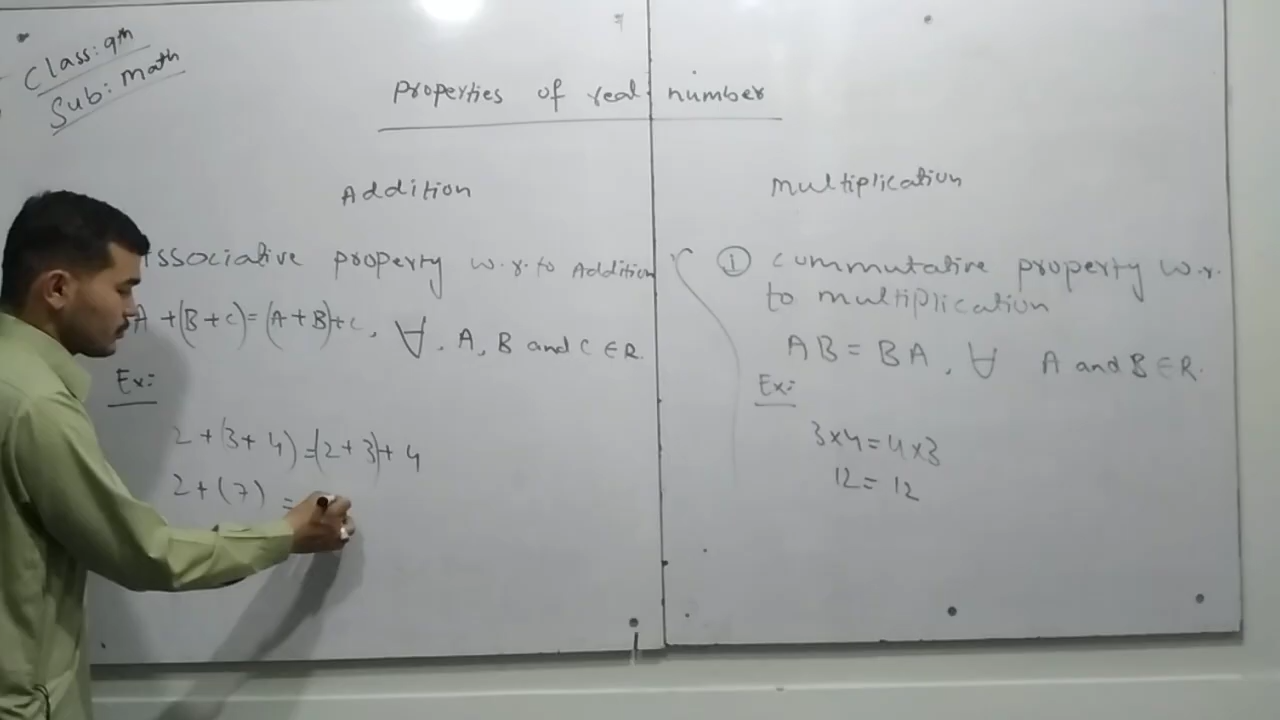 Class: 9th
Sub: Math
Properties of real number
Addition
Associative property w.r.to Addition
A + (B + C) = (A + B) + C, ∀, A, B and C ∈ R.
Ex:
2 + (3 + 4) = (2 + 3) + 4
2 + (7) =
Multiplication
① Commutative property w.r.
to multiplication
AB = BA, ∀ A and B ∈ R.
Ex:
3 x 4 = 4 x 3
12 = 12